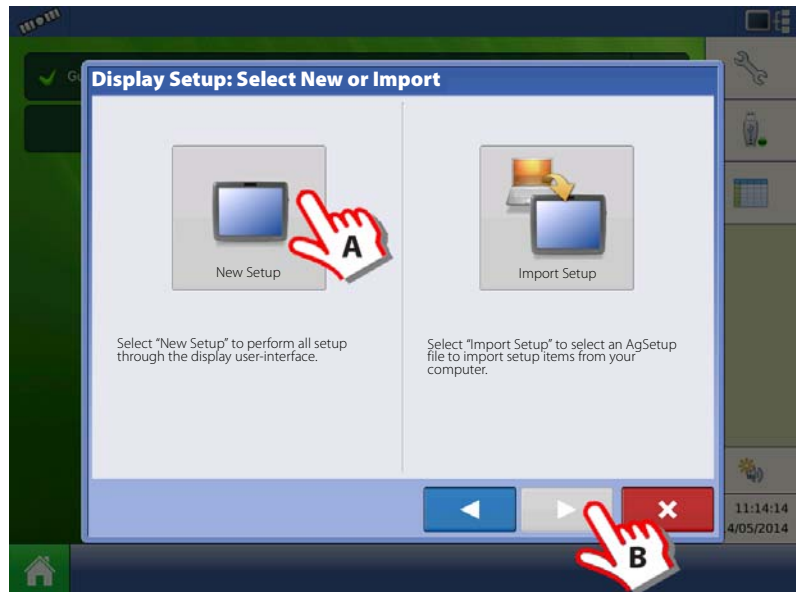 Gu
Display Setup: Select New or Import
A
New Setup
Import Setup
Select “New Setup” to perform all setup
through the display user-interface.
Select “Import Setup” to select an AgSetup
file to import setup items from your
computer.
B
11:14:14
4/05/2014